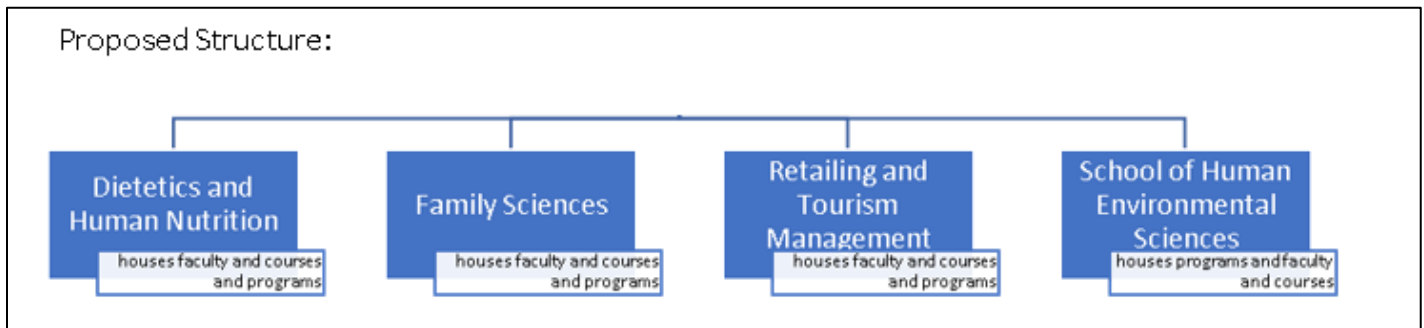 Proposed Structure:
Dietetics and
Human Nutrition
houses faculty and courses
and programs
Family Sciences
houses faculty and courses
and programs
Retailing and
Tourism
Management
houses faculty and courses
and programs
School of Human
Environmental
Sciences
houses programs and faculty
and courses